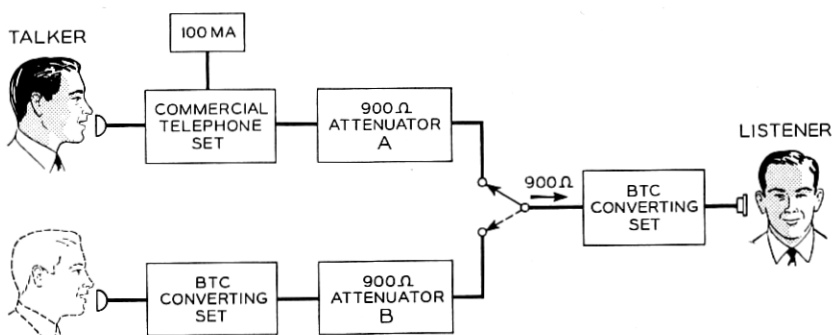 100 MA
TALKER
COMMERCIAL
TELEPHONE
SET
900Ω
ATTENUATOR
A
LISTENER
900Ω
BTC
CONVERTING
SET
BTC
CONVERTING
SET
900Ω
ATTENUATOR
B